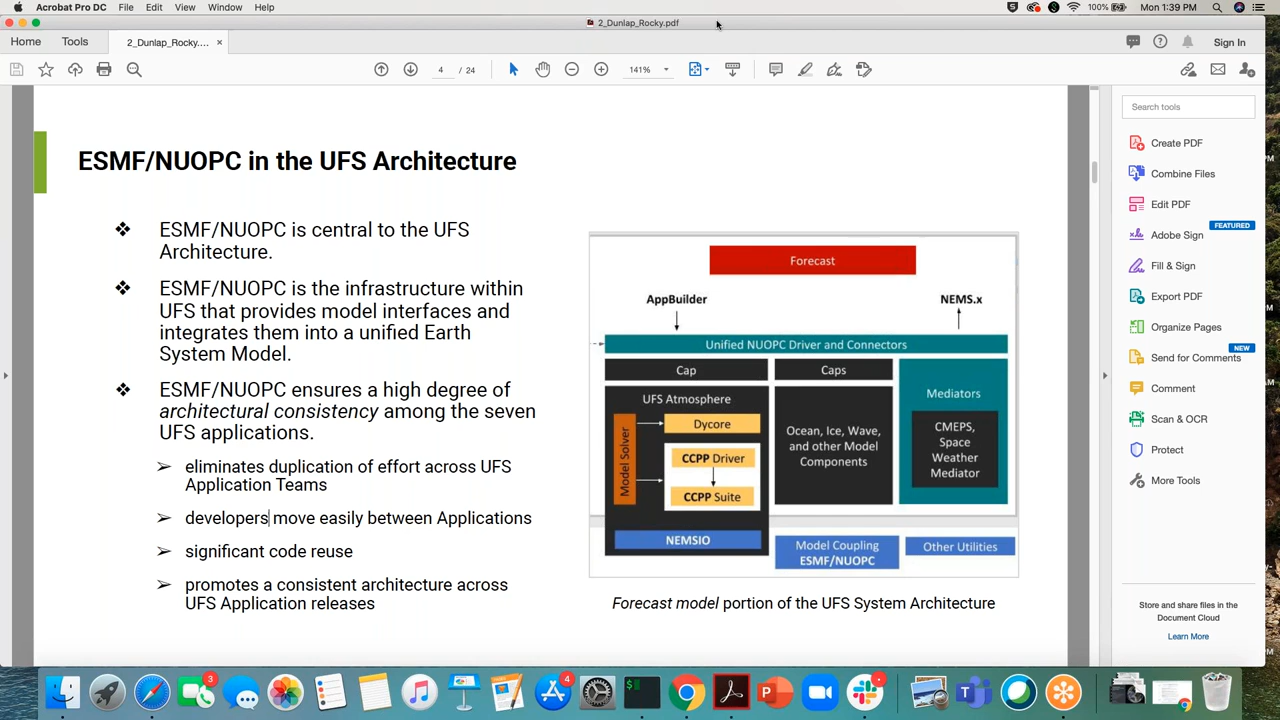 Acrobat Pro DC File Edit View Window Help
100% Mon 1:39 PM
2_Dunlap_Rocky.pdf
Home Tools 2_Dunlap_Rocky.... × Sign In
4 / 24 141%
ESMF/NUOPC in the UFS Architecture
❖ ESMF/NUOPC is central to the UFS
Architecture.
❖ ESMF/NUOPC is the infrastructure within
UFS that provides model interfaces and
integrates them into a unified Earth
System Model.
❖ ESMF/NUOPC ensures a high degree of
architectural consistency among the seven
UFS applications.
➢ eliminates duplication of effort across UFS
Application Teams
➢ developers move easily between Applications
➢ significant code reuse
➢ promotes a consistent architecture across
UFS Application releases
Forecast
AppBuilder NEMS.x
Unified NUOPC Driver and Connectors
Cap
UFS Atmosphere
Model Solver
Dycore
CCPP Driver
CCPP Suite
NEMSIO
Caps
Ocean, Ice, Wave,
and other Model
Components
Mediators
CMEPS,
Space
Weather
Mediator
Model Coupling
ESMF/NUOPC
Other Utilities
Forecast model portion of the UFS System Architecture
Search tools
Create PDF
Combine Files
Edit PDF
FEATURED
Adobe Sign
Fill & Sign
Export PDF
Organize Pages
NEW
Send for Comments
Comment
Scan & OCR
Protect
More Tools
Store and share files in the
Document Cloud
Learn More
3
4